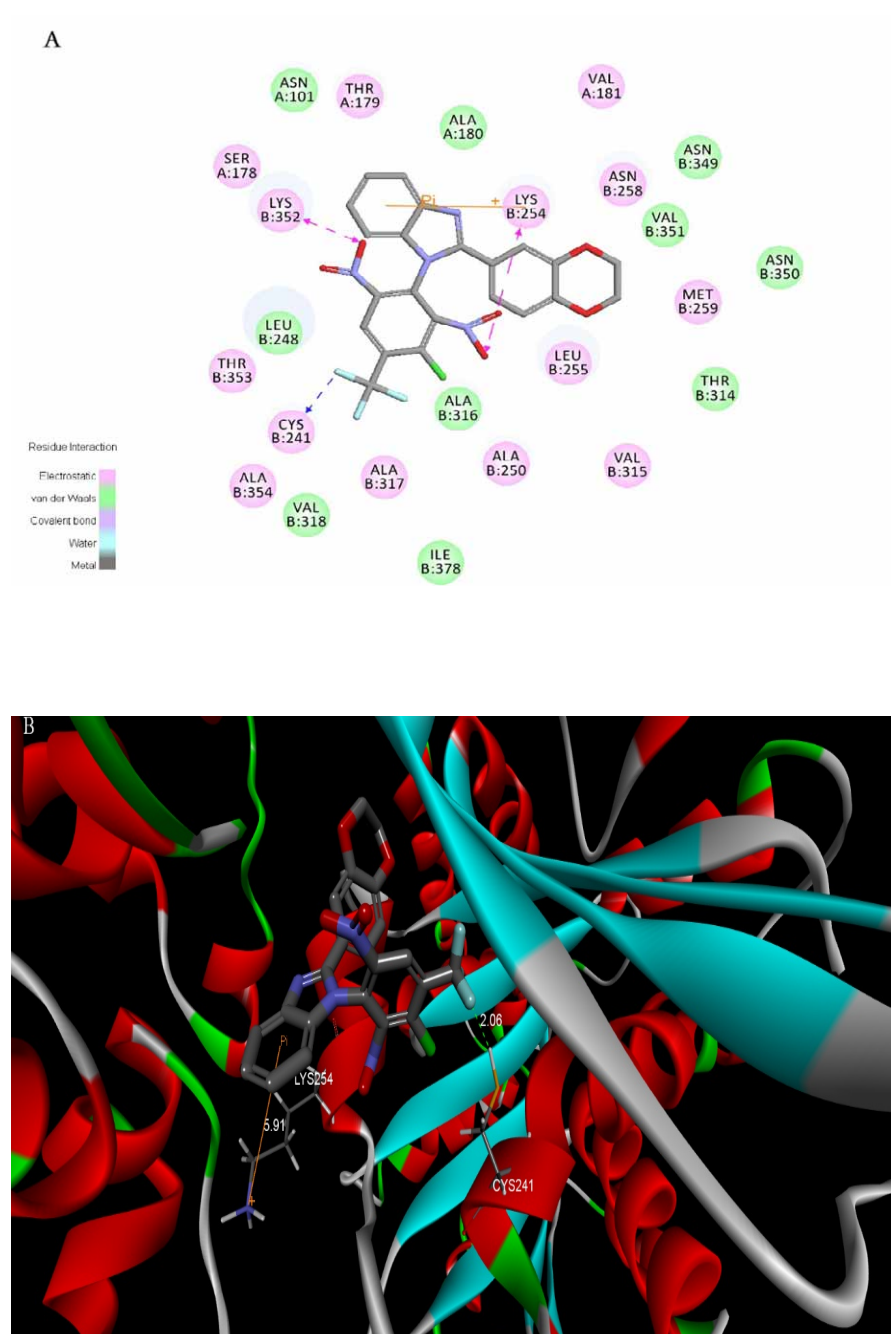 A
ASN
A:101
THR
A:179
VAL
A:181
ALA
A:180
SER
A:178
ASN
B:349
LYS
B:352
Pi
+
LYS
B:254
ASN
B:258
VAL
B:351
ASN
B:350
MET
B:259
LEU
B:248
LEU
B:255
THR
B:353
THR
B:314
ALA
B:316
CYS
B:241
Residue Interaction
Electrostatic
van der Waals
Covalent bond
Water
Metal
ALA
B:354
ALA
B:317
ALA
B:250
VAL
B:315
VAL
B:318
ILE
B:378
B
2.06
Pi
LYS254
5.91
CYS241
+